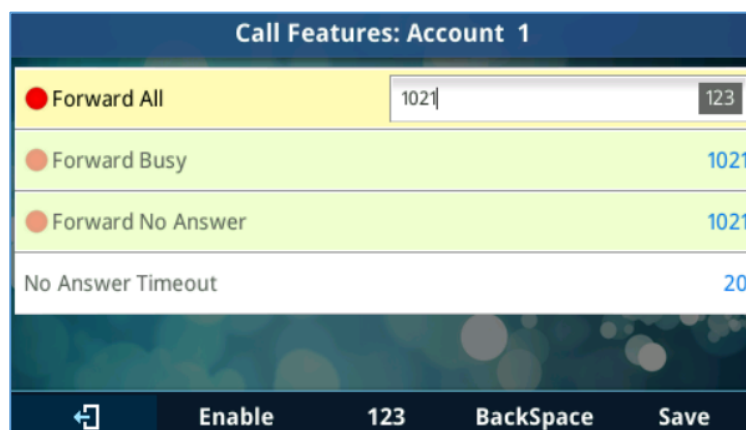 Call Features: Account 1
Forward All 1021 123
Forward Busy 1021
Forward No Answer 1021
No Answer Timeout 20
Enable 123 BackSpace Save